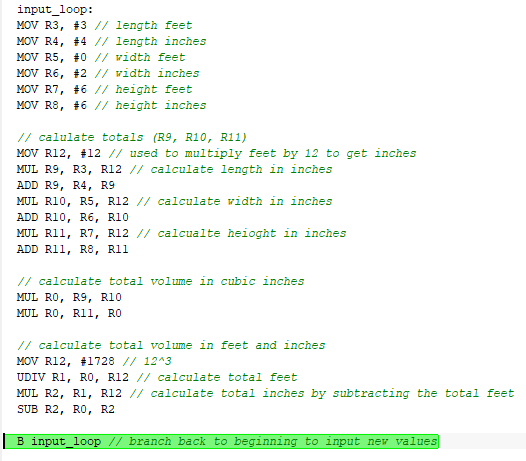 input_loop:
MOV R3, #3 // length feet
MOV R4, #4 // length inches
MOV R5, #0 // width feet
MOV R6, #2 // width inches
MOV R7, #6 // height feet
MOV R8, #6 // height inches
// calulate totals (R9, R10, R11)
MOV R12, #12 // used to multiply feet by 12 to get inches
MUL R9, R3, R12 // calculate length in inches
ADD R9, R4, R9
MUL R10, R5, R12 // calculate width in inches
ADD R10, R6, R10
MUL R11, R7, R12 // calcualte heioght in inches
ADD R11, R8, R11
// calculate total volume in cubic inches
MUL R0, R9, R10
MUL R0, R11, R0
// calculate total volume in feet and inches
MOV R12, #1728 // 12^3
UDIV R1, R0, R12 // calculate total feet
MUL R2, R1, R12 // calculate total inches by subtracting the total feet
SUB R2, R0, R2
B input_loop // branch back to beginning to input new values